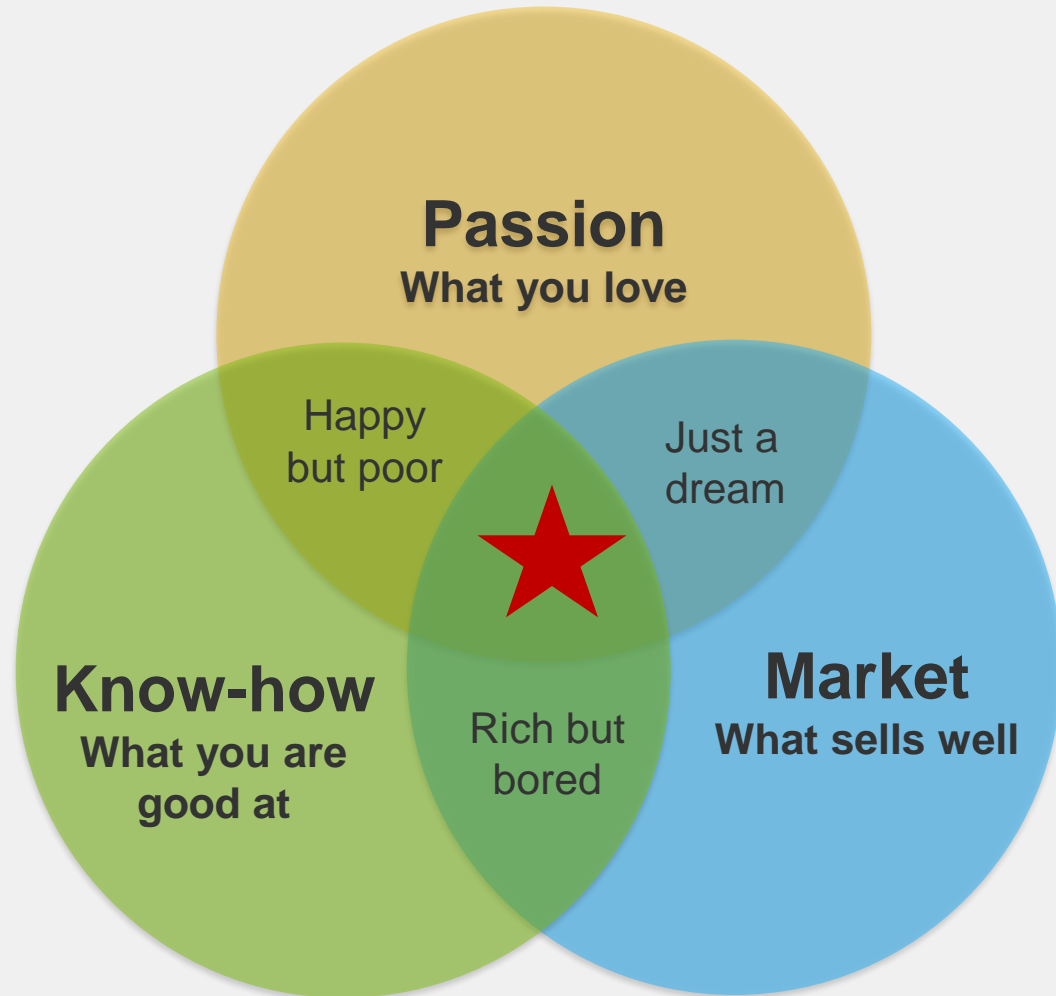 Passion
What you love
Happy
but poor
Just a
dream
Know-how
What you are
good at
Rich but
bored
Market
What sells well